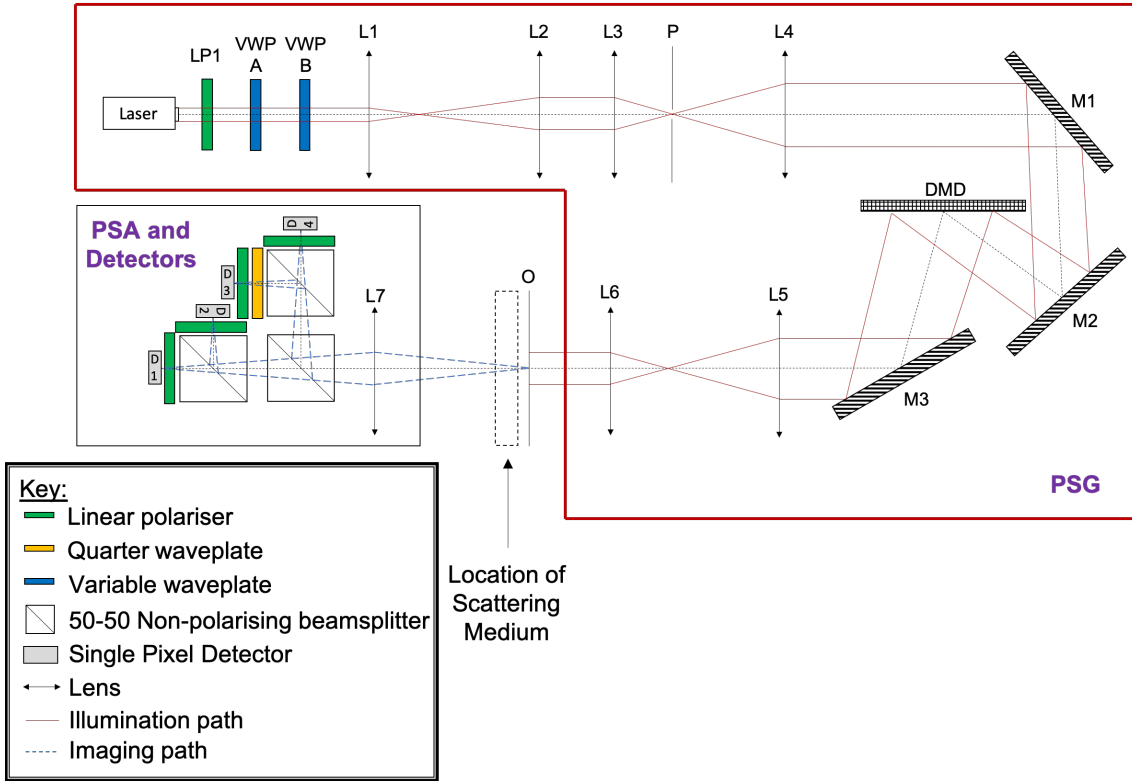 L1
L2
L3
P
L4
VWP
A
VWP
B
LP1
Laser
M1
DMD
M2
M3
PSA and
Detectors
D
4
D
3
D
2
D
1
L7
O
L6
L5
PSG
Location of
Scattering
Medium
Key:
Linear polariser
Quarter waveplate
Variable waveplate
50-50 Non-polarising beamsplitter
Single Pixel Detector
Lens
Illumination path
Imaging path